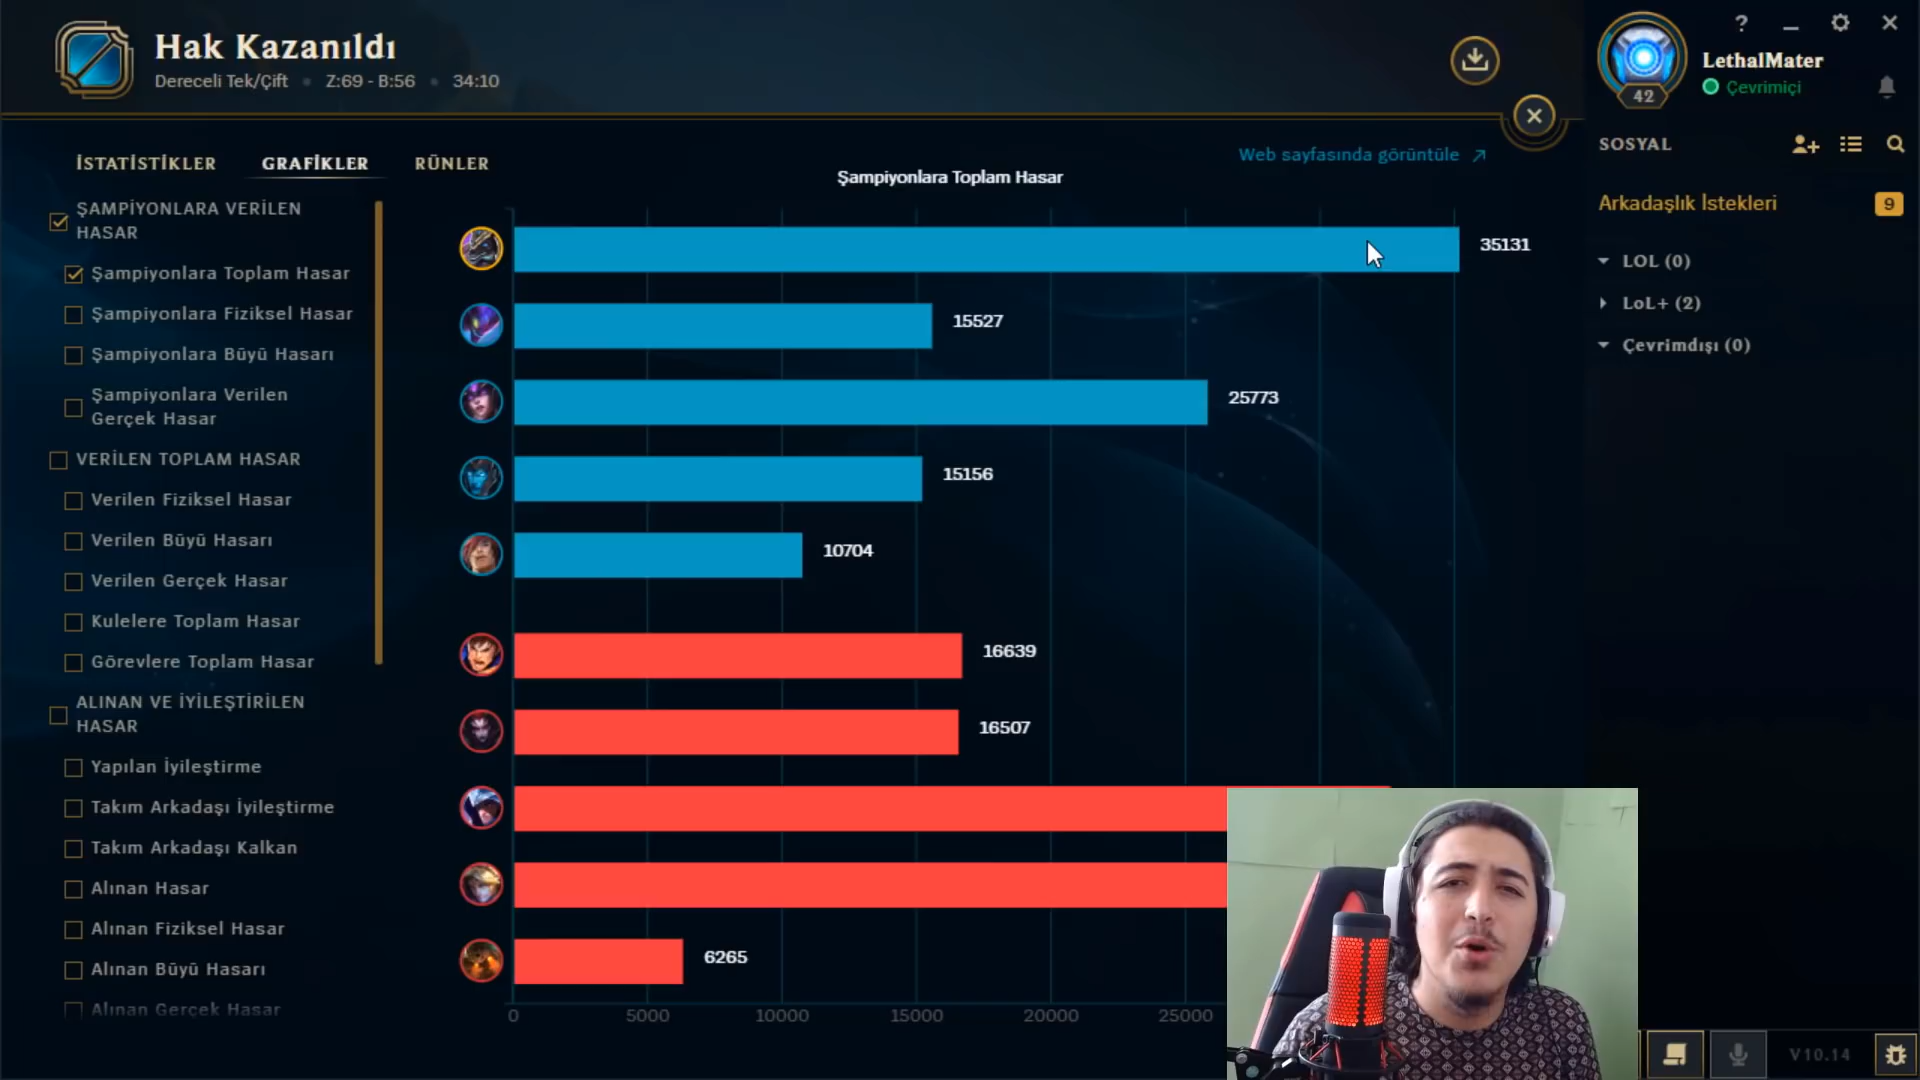 Hak Kazanıldı
Dereceli Tek/Çift • Z:69 - B:56 • 34:10
?
LethalMater
Çevrimiçi
42
SOSYAL
Arkadaşlık İstekleri 9
LOL (0)
LoL+ (2)
Çevrimdışı (0)
İSTATİSTİKLER GRAFİKLER RÜNLER
Web sayfasında görüntüle
Şampiyonlara Toplam Hasar
ŞAMPİYONLARA VERİLEN
HASAR
Şampiyonlara Toplam Hasar
Şampiyonlara Fiziksel Hasar
Şampiyonlara Büyü Hasarı
Şampiyonlara Verilen
Gerçek Hasar
VERİLEN TOPLAM HASAR
Verilen Fiziksel Hasar
Verilen Büyü Hasarı
Verilen Gerçek Hasar
Kulelere Toplam Hasar
Görevlere Toplam Hasar
ALINAN VE İYİLEŞTİRİLEN
HASAR
Yapılan İyileştirme
Takım Arkadaşı İyileştirme
Takım Arkadaşı Kalkan
Alınan Hasar
Alınan Fiziksel Hasar
Alınan Büyü Hasarı
Alınan Gerçek Hasar
35131
15527
25773
15156
10704
16639
16507
6265
0 5000 10000 15000 20000 25000
V10.14